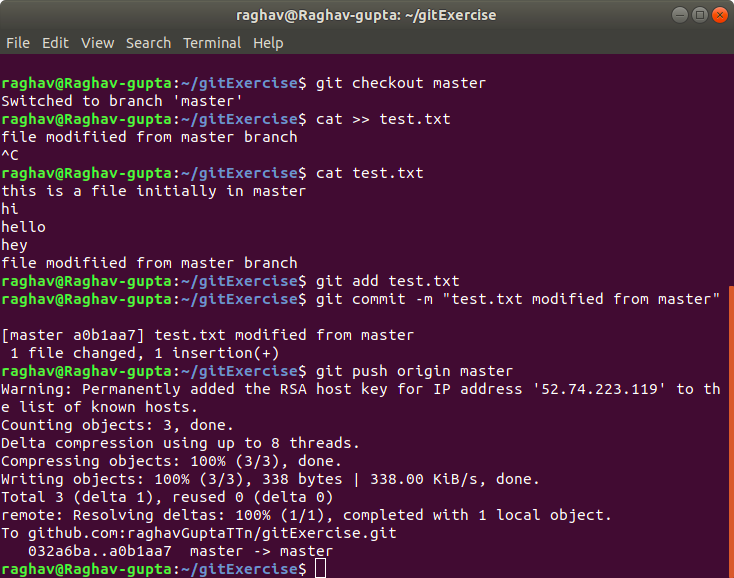 raghav@Raghav-gupta: ~/gitExercise
File Edit View Search Terminal Help
raghav@Raghav-gupta:~/gitExercise$ git checkout master
Switched to branch 'master'
raghav@Raghav-gupta:~/gitExercise$ cat >> test.txt
file modifiied from master branch
^C
raghav@Raghav-gupta:~/gitExercise$ cat test.txt
this is a file initially in master
hi
hello
hey
file modifiied from master branch
raghav@Raghav-gupta:~/gitExercise$ git add test.txt
raghav@Raghav-gupta:~/gitExercise$ git commit -m "test.txt modified from master"
[master a0b1aa7] test.txt modified from master
 1 file changed, 1 insertion(+)
raghav@Raghav-gupta:~/gitExercise$ git push origin master
Warning: Permanently added the RSA host key for IP address '52.74.223.119' to th
e list of known hosts.
Counting objects: 3, done.
Delta compression using up to 8 threads.
Compressing objects: 100% (3/3), done.
Writing objects: 100% (3/3), 338 bytes | 338.00 KiB/s, done.
Total 3 (delta 1), reused 0 (delta 0)
remote: Resolving deltas: 100% (1/1), completed with 1 local object.
To github.com:raghavGuptaTTn/gitExercise.git
   032a6ba..a0b1aa7  master -> master
raghav@Raghav-gupta:~/gitExercise$